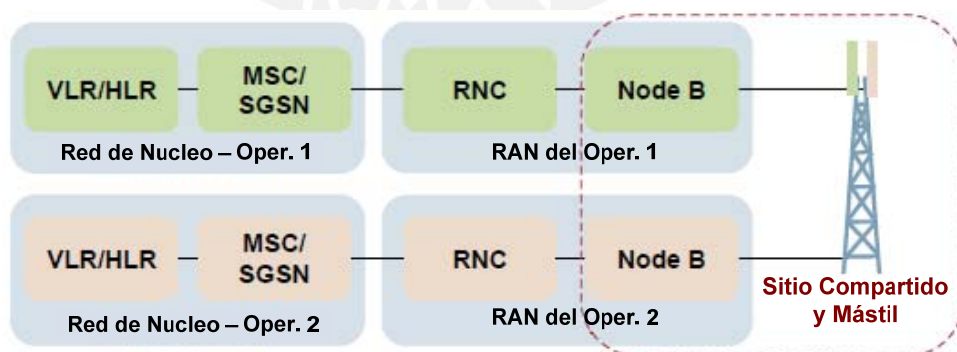 VLR/HLR
MSC/
SGSN
RNC
Node B
Red de Nucleo – Oper. 1
RAN del Oper. 1
VLR/HLR
MSC/
SGSN
RNC
Node B
Sitio Compartido
y Mástil
Red de Nucleo – Oper. 2
RAN del Oper. 2